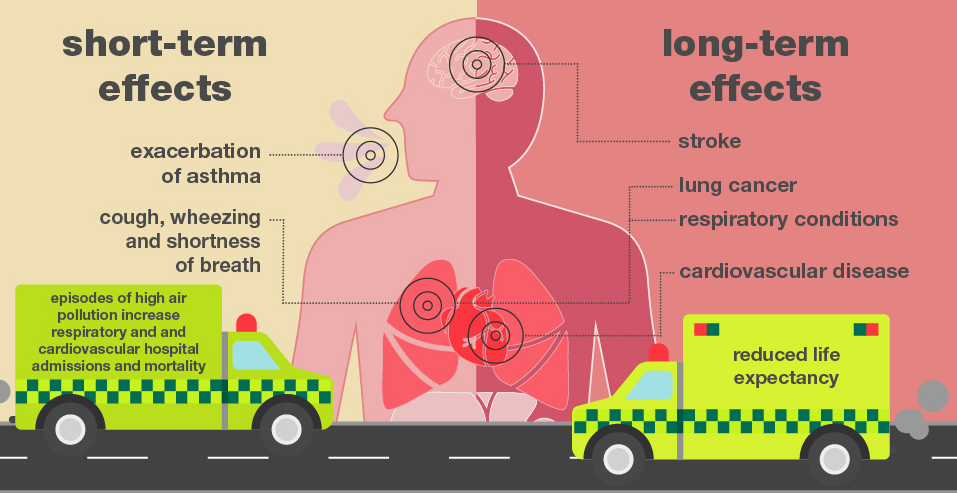 short-term
effects
exacerbation
of asthma
cough, wheezing
and shortness
of breath
episodes of high air
pollution increase
respiratory and and
cardiovascular hospital
admissions and mortality
long-term
effects
stroke
lung cancer
respiratory conditions
cardiovascular disease
reduced life
expectancy